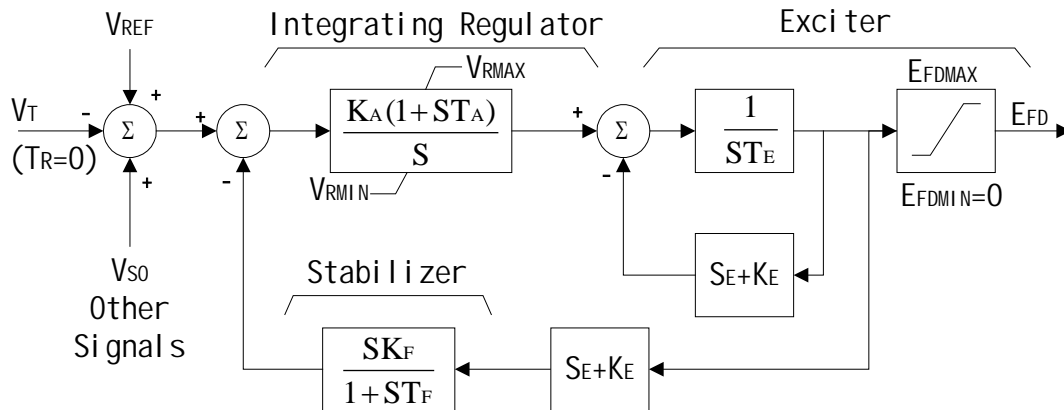 Integrating Regulator
Exciter
VREF
VRMAX
EFDMAX
VT
-
+
+
+
Σ
Σ
KA(1+STA)
S
+
Σ
1
STE
EFD
(TR=0)
+
-
VRMIN
-
EFDMIN=0
VSO
Other
Signals
Stabilizer
SE+KE
SKF
1+STF
SE+KE